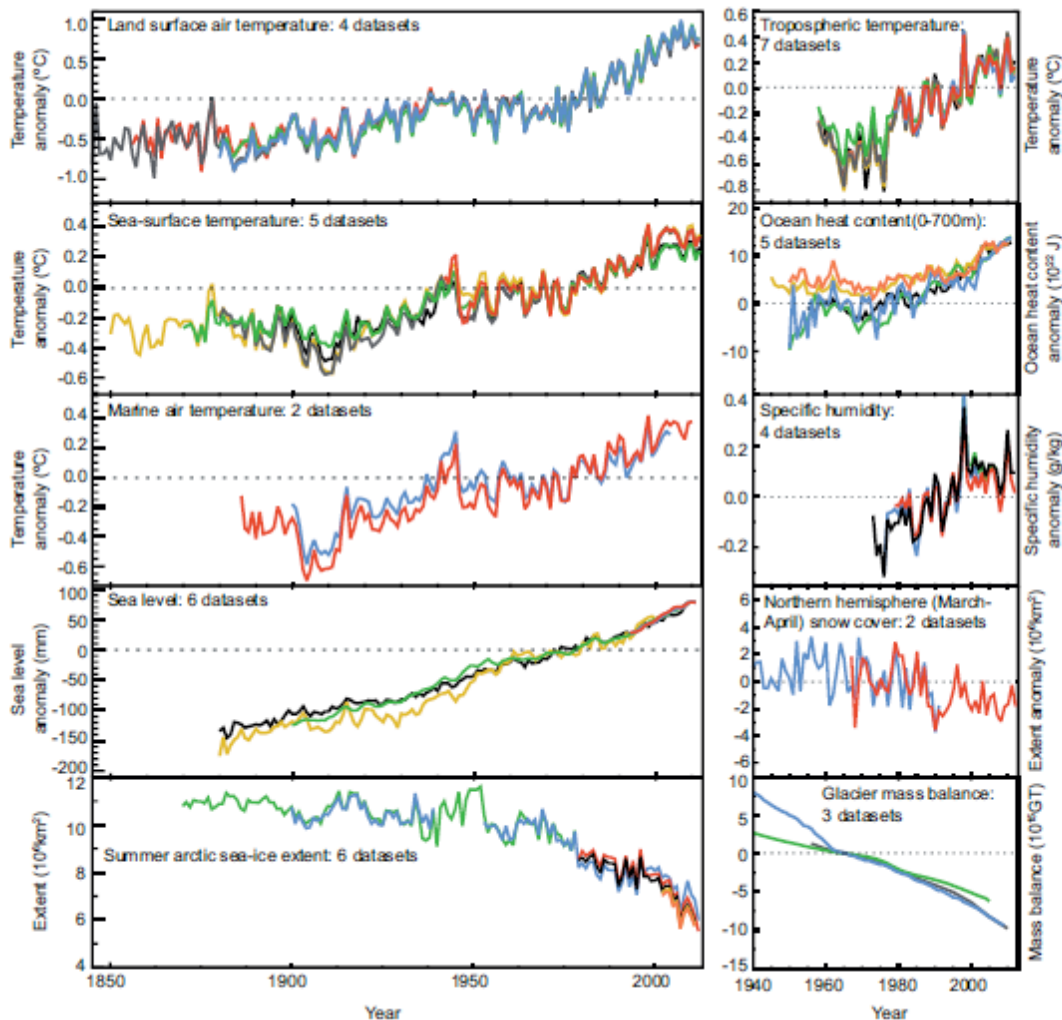 Land surface air temperature: 4 datasets
1.0
0.5
0.0
-0.5
-1.0
Temperature
anomaly (ºC)
Tropospheric temperature:
7 datasets
0.6
0.4
0.2
0.0
-0.2
-0.4
-0.6
-0.8
Temperature
anomaly (ºC)
Sea-surface temperature: 5 datasets
0.4
0.2
0.0
-0.2
-0.4
-0.6
Temperature
anomaly (ºC)
Ocean heat content(0-700m):
5 datasets
20
10
0
-10
Ocean heat content
anomaly (10²² J)
Marine air temperature: 2 datasets
0.4
0.2
0.0
-0.2
-0.4
-0.6
Temperature
anomaly (ºC)
Specific humidity:
4 datasets
0.4
0.2
0.0
-0.2
Specific humidity
anomaly (g/kg)
Sea level: 6 datasets
100
50
0
-50
-100
-150
-200
Sea level
anomaly (mm)
Northern hemisphere (March-
April) snow cover: 2 datasets
6
4
2
0
-2
-4
-6
Extent anomaly (10⁶km²)
Summer arctic sea-ice extent: 6 datasets
12
10
8
6
4
Extent (10⁶km²)
Glacier mass balance:
3 datasets
10
5
0
-5
-10
-15
Mass balance (10¹⁵GT)
1850 1900 1950 2000
Year
1940 1960 1980 2000
Year